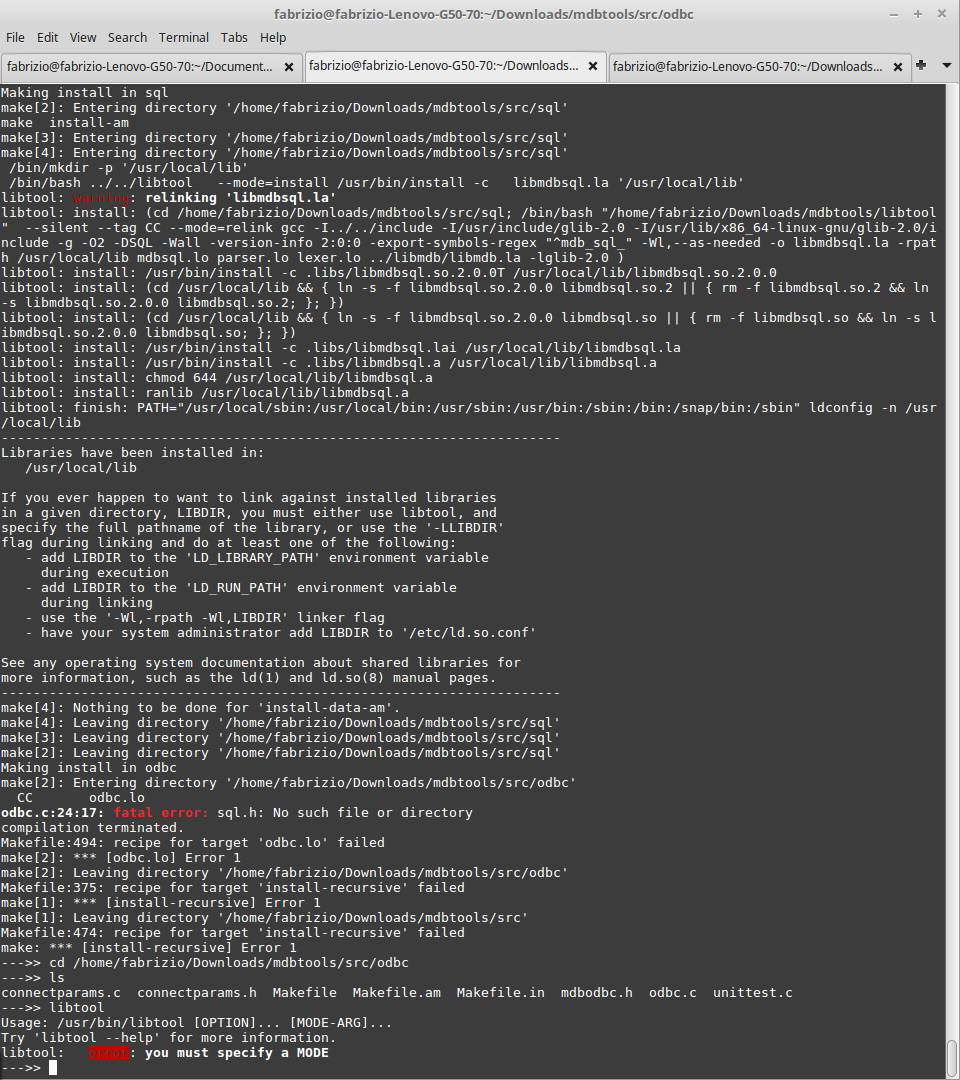 fabrizio@fabrizio-Lenovo-G50-70:~/Downloads/mdbtools/src/odbc
File Edit View Search Terminal Tabs Help
fabrizio@fabrizio-Lenovo-G50-70:~/Document... fabrizio@fabrizio-Lenovo-G50-70:~/Downloads... fabrizio@fabrizio-Lenovo-G50-70:~/Downloads...
Making install in sql
make[2]: Entering directory '/home/fabrizio/Downloads/mdbtools/src/sql'
make  install-am
make[3]: Entering directory '/home/fabrizio/Downloads/mdbtools/src/sql'
make[4]: Entering directory '/home/fabrizio/Downloads/mdbtools/src/sql'
 /bin/mkdir -p '/usr/local/lib'
 /bin/bash ../../libtool   --mode=install /usr/bin/install -c   libmdbsql.la '/usr/local/lib'
libtool: warning: relinking 'libmdbsql.la'
libtool: install: (cd /home/fabrizio/Downloads/mdbtools/src/sql; /bin/bash "/home/fabrizio/Downloads/mdbtools/libtool
"  --silent --tag CC --mode=relink gcc -I../../include -I/usr/include/glib-2.0 -I/usr/lib/x86_64-linux-gnu/glib-2.0/i
nclude -g -O2 -DSQL -Wall -version-info 2:0:0 -export-symbols-regex "^mdb_sql_" -Wl,--as-needed -o libmdbsql.la -rpat
h /usr/local/lib mdbsql.lo parser.lo lexer.lo ../libmdb/libmdb.la -lglib-2.0 )
libtool: install: /usr/bin/install -c .libs/libmdbsql.so.2.0.0T /usr/local/lib/libmdbsql.so.2.0.0
libtool: install: (cd /usr/local/lib && { ln -s -f libmdbsql.so.2.0.0 libmdbsql.so.2 || { rm -f libmdbsql.so.2 && ln 
-s libmdbsql.so.2.0.0 libmdbsql.so.2; }; })
libtool: install: (cd /usr/local/lib && { ln -s -f libmdbsql.so.2.0.0 libmdbsql.so || { rm -f libmdbsql.so && ln -s l
ibmdbsql.so.2.0.0 libmdbsql.so; }; })
libtool: install: /usr/bin/install -c .libs/libmdbsql.lai /usr/local/lib/libmdbsql.la
libtool: install: /usr/bin/install -c .libs/libmdbsql.a /usr/local/lib/libmdbsql.a
libtool: install: chmod 644 /usr/local/lib/libmdbsql.a
libtool: install: ranlib /usr/local/lib/libmdbsql.a
libtool: finish: PATH="/usr/local/sbin:/usr/local/bin:/usr/sbin:/usr/bin:/sbin:/bin:/snap/bin:/sbin" ldconfig -n /usr
/local/lib
----------------------------------------------------------------------
Libraries have been installed in:
   /usr/local/lib
If you ever happen to want to link against installed libraries
in a given directory, LIBDIR, you must either use libtool, and
specify the full pathname of the library, or use the '-LLIBDIR'
flag during linking and do at least one of the following:
   - add LIBDIR to the 'LD_LIBRARY_PATH' environment variable
     during execution
   - add LIBDIR to the 'LD_RUN_PATH' environment variable
     during linking
   - use the '-Wl,-rpath -Wl,LIBDIR' linker flag
   - have your system administrator add LIBDIR to '/etc/ld.so.conf'
See any operating system documentation about shared libraries for
more information, such as the ld(1) and ld.so(8) manual pages.
----------------------------------------------------------------------
make[4]: Nothing to be done for 'install-data-am'.
make[4]: Leaving directory '/home/fabrizio/Downloads/mdbtools/src/sql'
make[3]: Leaving directory '/home/fabrizio/Downloads/mdbtools/src/sql'
make[2]: Leaving directory '/home/fabrizio/Downloads/mdbtools/src/sql'
Making install in odbc
make[2]: Entering directory '/home/fabrizio/Downloads/mdbtools/src/odbc'
  CC       odbc.lo
odbc.c:24:17: fatal error: sql.h: No such file or directory
compilation terminated.
Makefile:494: recipe for target 'odbc.lo' failed
make[2]: *** [odbc.lo] Error 1
make[2]: Leaving directory '/home/fabrizio/Downloads/mdbtools/src/odbc'
Makefile:375: recipe for target 'install-recursive' failed
make[1]: *** [install-recursive] Error 1
make[1]: Leaving directory '/home/fabrizio/Downloads/mdbtools/src'
Makefile:474: recipe for target 'install-recursive' failed
make: *** [install-recursive] Error 1
--->> cd /home/fabrizio/Downloads/mdbtools/src/odbc
--->> ls
connectparams.c  connectparams.h  Makefile  Makefile.am  Makefile.in  mdbodbc.h  odbc.c  unittest.c
--->> libtool
Usage: /usr/bin/libtool [OPTION]... [MODE-ARG]...
Try 'libtool --help' for more information.
libtool:   error: you must specify a MODE
--->>